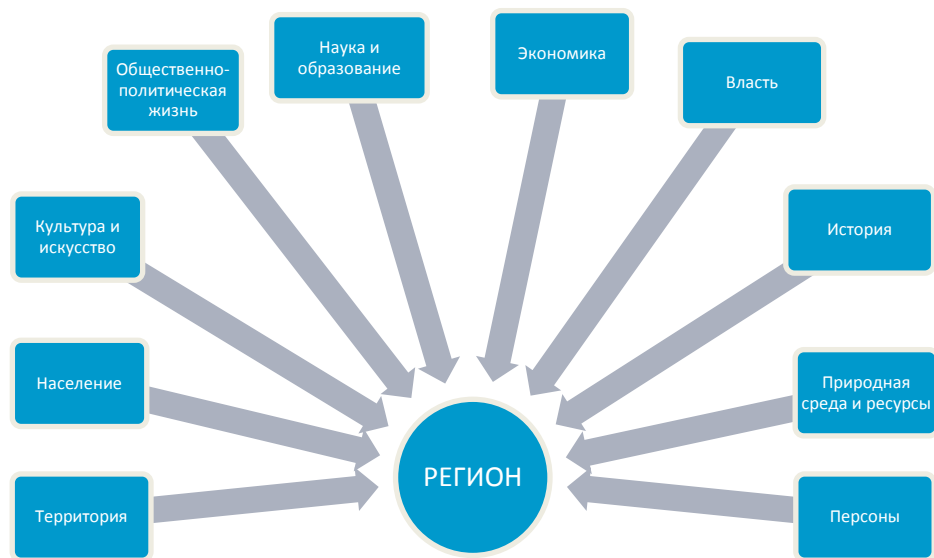 Наука и
образование
Экономика
Общественно-
политическая
жизнь
Власть
Культура и
искусство
История
Население
Природная
среда и ресурсы
РЕГИОН
Территория
Персоны